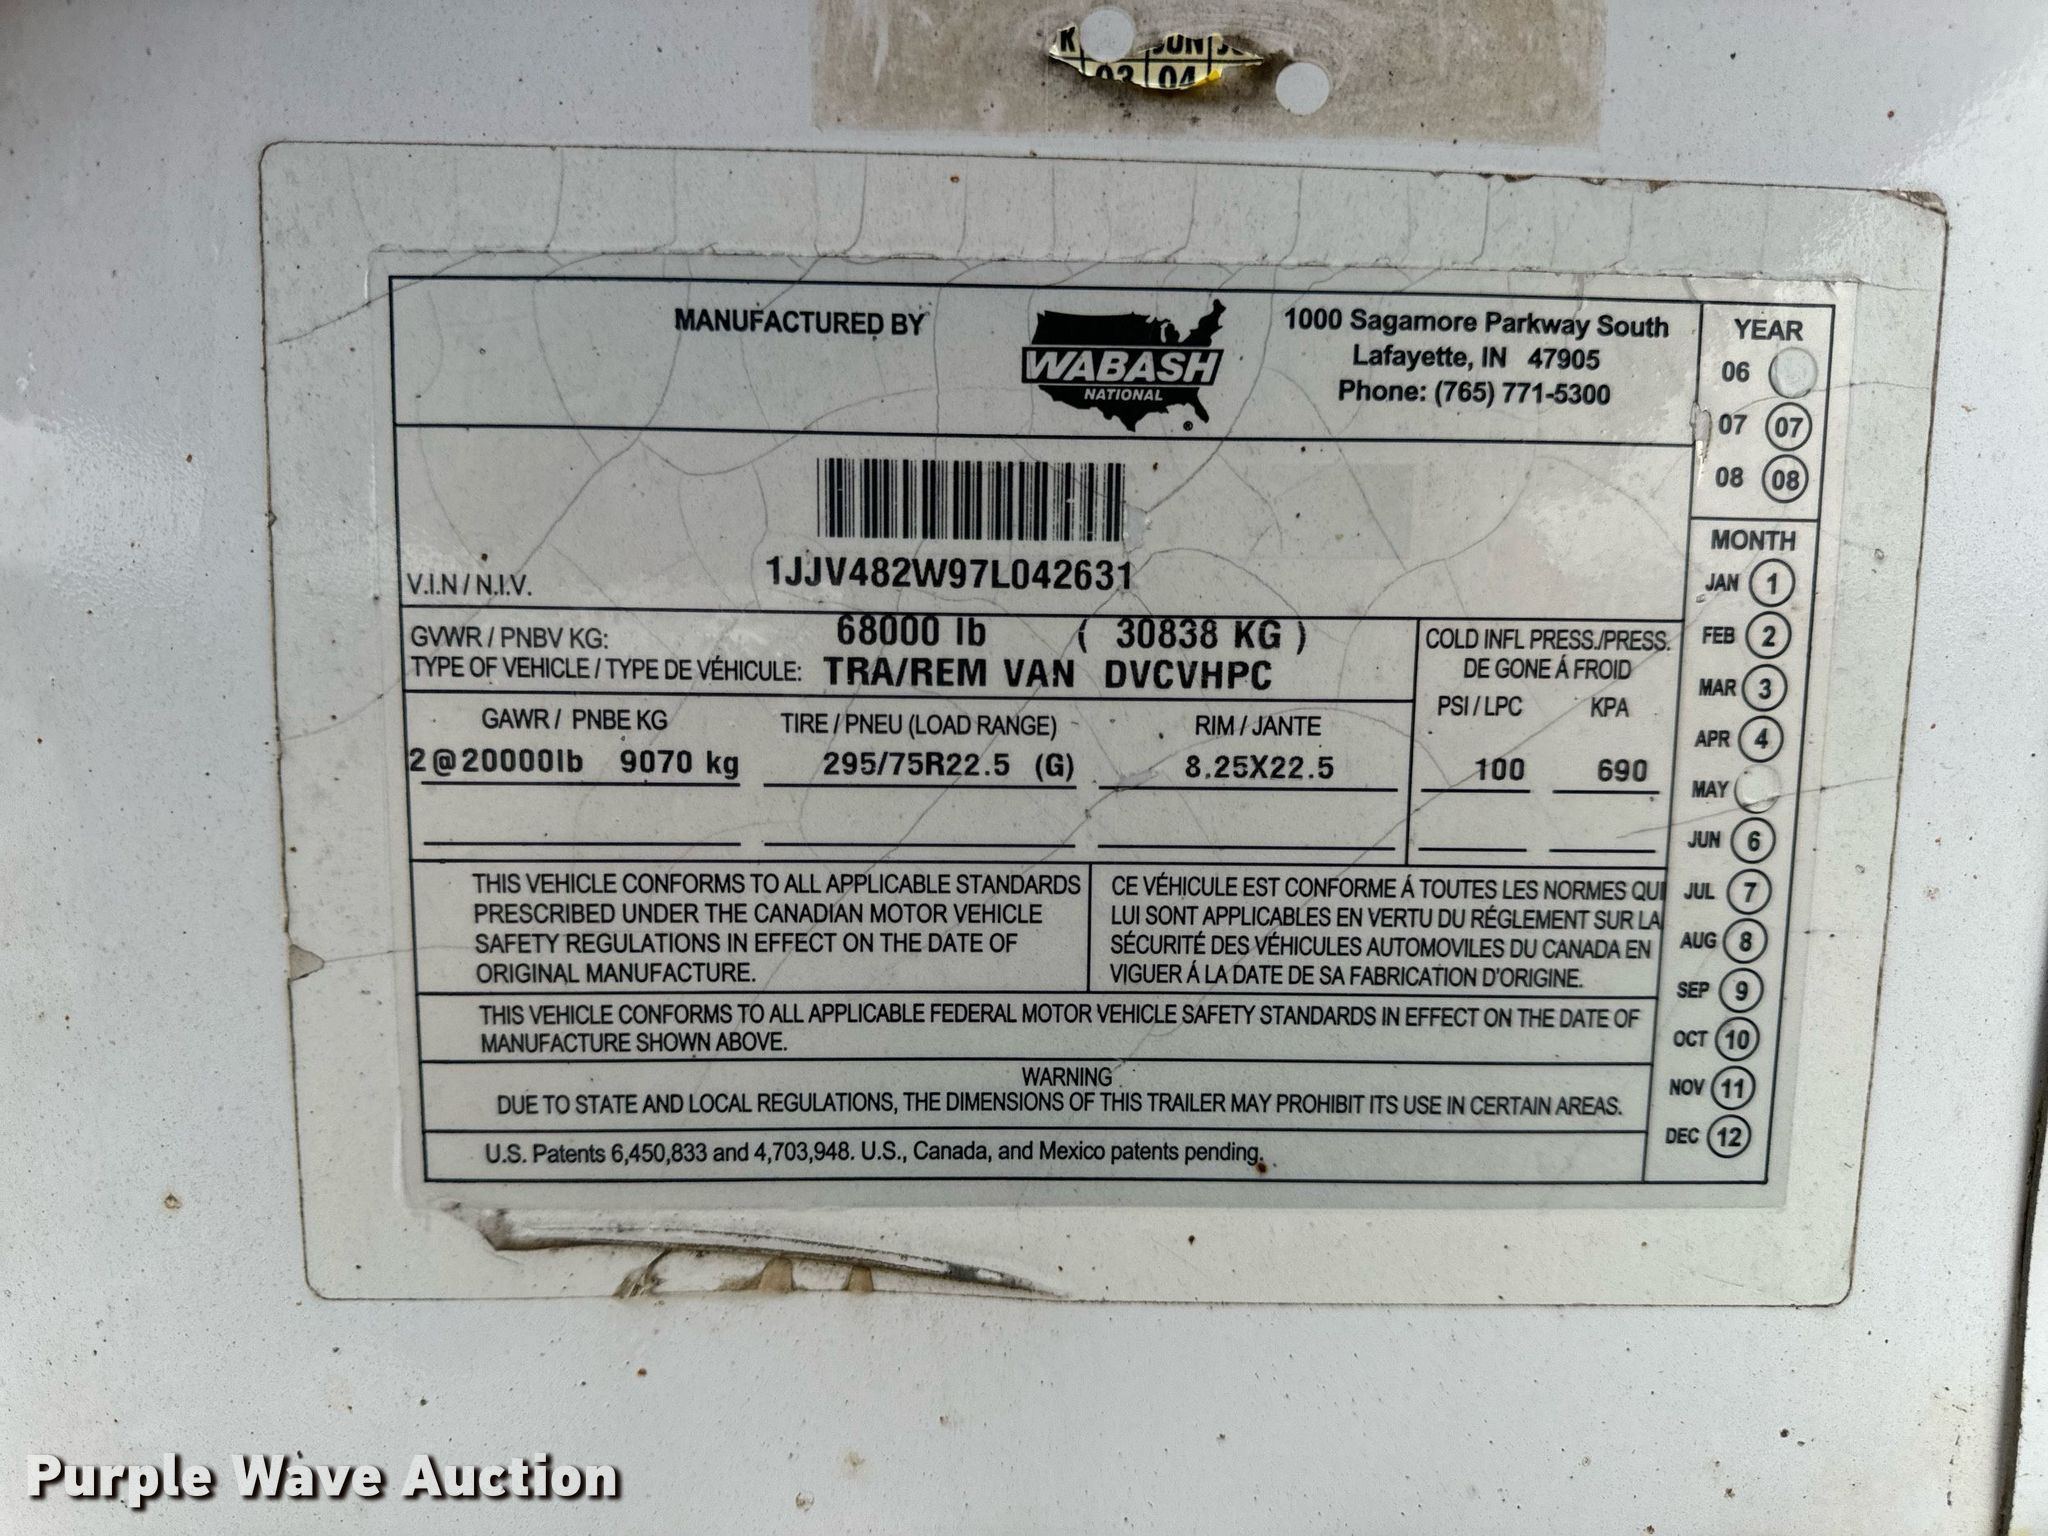 K JUN
03 04
MANUFACTURED BY
WABASH
NATIONAL
®
1000 Sagamore Parkway South
Lafayette, IN 47905
Phone: (765) 771-5300
YEAR
06
07 07
08 08
V.I.N / N.I.V.
1JJV482W97L042631
GVWR / PNBV KG: 68000 lb ( 30838 KG )
TYPE OF VEHICLE / TYPE DE VÉHICULE: TRA/REM VAN DVCVHPC
COLD INFL PRESS./PRESS.
DE GONE Á FROID
PSI / LPC KPA
GAWR / PNBE KG TIRE / PNEU (LOAD RANGE) RIM / JANTE
2@20000lb 9070 kg 295/75R22.5 (G) 8.25X22.5 100 690
MONTH
JAN 1
FEB 2
MAR 3
APR 4
MAY
JUN 6
JUL 7
AUG 8
SEP 9
OCT 10
NOV 11
DEC 12
THIS VEHICLE CONFORMS TO ALL APPLICABLE STANDARDS
PRESCRIBED UNDER THE CANADIAN MOTOR VEHICLE
SAFETY REGULATIONS IN EFFECT ON THE DATE OF
ORIGINAL MANUFACTURE.
CE VÉHICULE EST CONFORME Á TOUTES LES NORMES QUI
LUI SONT APPLICABLES EN VERTU DU RÉGLEMENT SUR LA
SÉCURITÉ DES VÉHICULES AUTOMOVILES DU CANADA EN
VIGUER Á LA DATE DE SA FABRICATION D'ORIGINE.
THIS VEHICLE CONFORMS TO ALL APPLICABLE FEDERAL MOTOR VEHICLE SAFETY STANDARDS IN EFFECT ON THE DATE OF
MANUFACTURE SHOWN ABOVE.
WARNING
DUE TO STATE AND LOCAL REGULATIONS, THE DIMENSIONS OF THIS TRAILER MAY PROHIBIT ITS USE IN CERTAIN AREAS.
U.S. Patents 6,450,833 and 4,703,948. U.S., Canada, and Mexico patents pending.
Purple Wave Auction